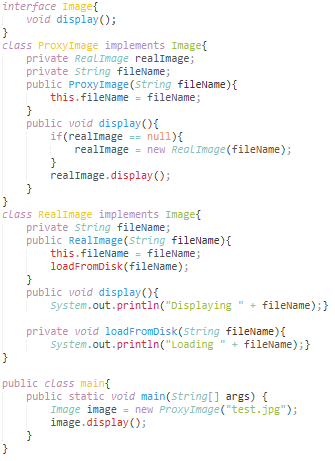 interface Image{
    void display();
}
class ProxyImage implements Image{
    private RealImage realImage;
    private String fileName;
    public ProxyImage(String fileName){
        this.fileName = fileName;
    }
    public void display(){
        if(realImage == null){
            realImage = new RealImage(fileName);
        }
        realImage.display();
    }
}
class RealImage implements Image{
    private String fileName;
    public RealImage(String fileName){
        this.fileName = fileName;
        loadFromDisk(fileName);
    }
    public void display(){
        System.out.println("Displaying " + fileName);}

    private void loadFromDisk(String fileName){
        System.out.println("Loading " + fileName);}
}

public class main{
    public static void main(String[] args) {
        Image image = new ProxyImage("test.jpg");
        image.display();
    }
}